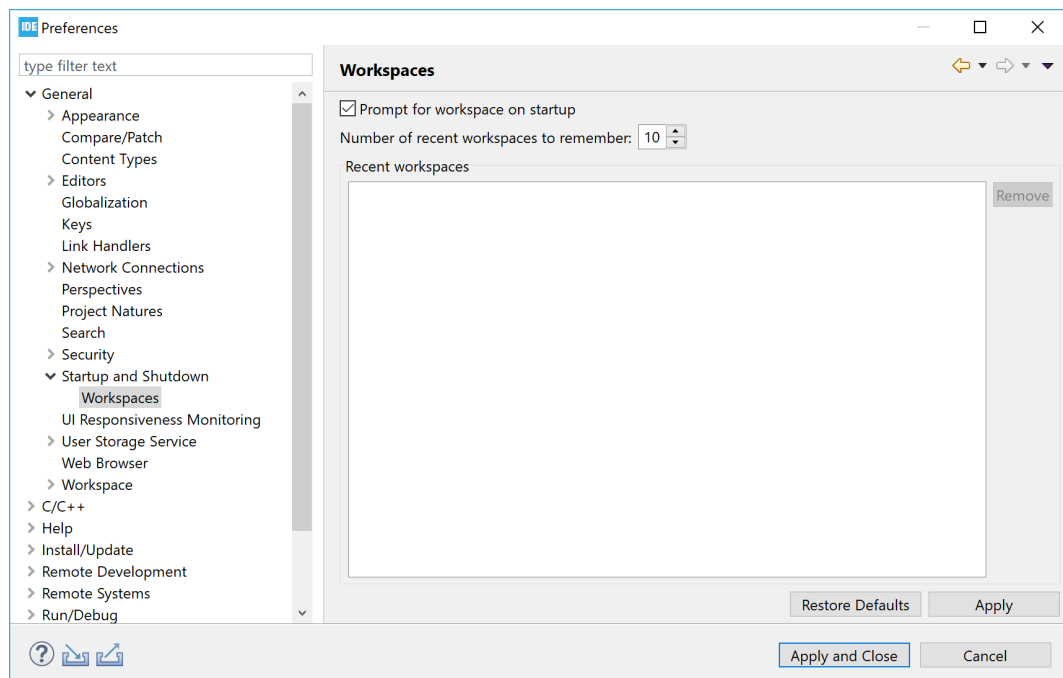 IDE Preferences
type filter text
General
Appearance
Compare/Patch
Content Types
Editors
Globalization
Keys
Link Handlers
Network Connections
Perspectives
Project Natures
Search
Security
Startup and Shutdown
Workspaces
UI Responsiveness Monitoring
User Storage Service
Web Browser
Workspace
C/C++
Help
Install/Update
Remote Development
Remote Systems
Run/Debug
Workspaces
Prompt for workspace on startup
Number of recent workspaces to remember: 10
Recent workspaces
Remove
Restore Defaults Apply
? Apply and Close Cancel